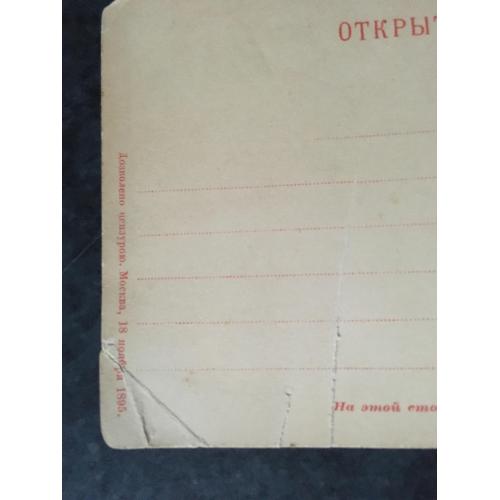 ОТКРЫТ
Дозволено цензурою. Москва, 18 ноября 1895.
На этой сто